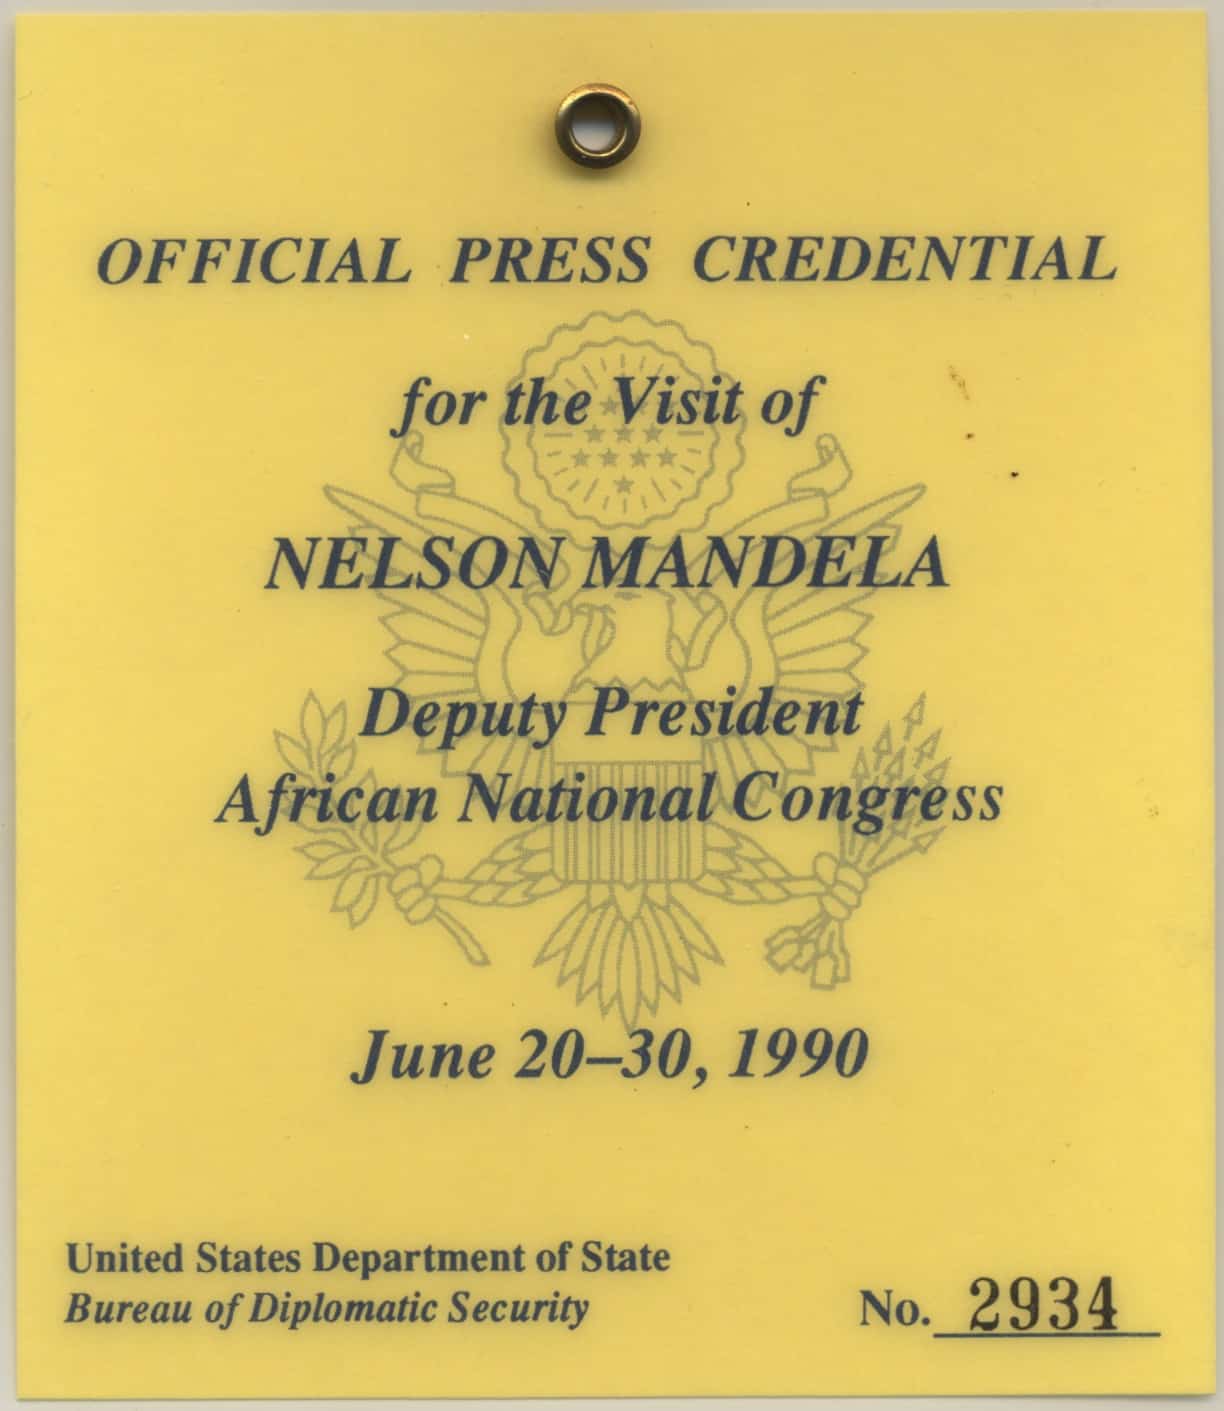 OFFICIAL PRESS CREDENTIAL
for the Visit of
NELSON MANDELA
Deputy President
African National Congress
June 20–30, 1990
United States Department of State
Bureau of Diplomatic Security
No. 2934